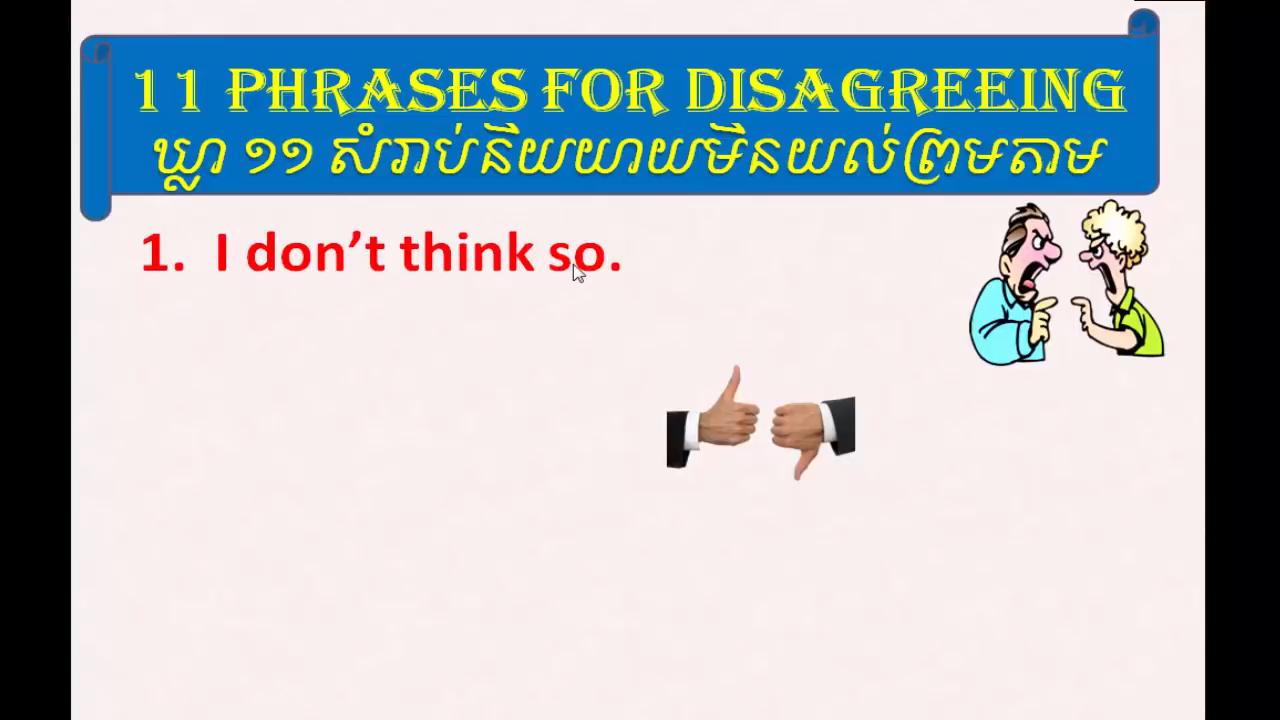 11 PHRASES FOR DISAGREEING
ឃ្លា ១១ សំរាប់និយយាយមិនយល់ព្រមតាម
1. I don’t think so.